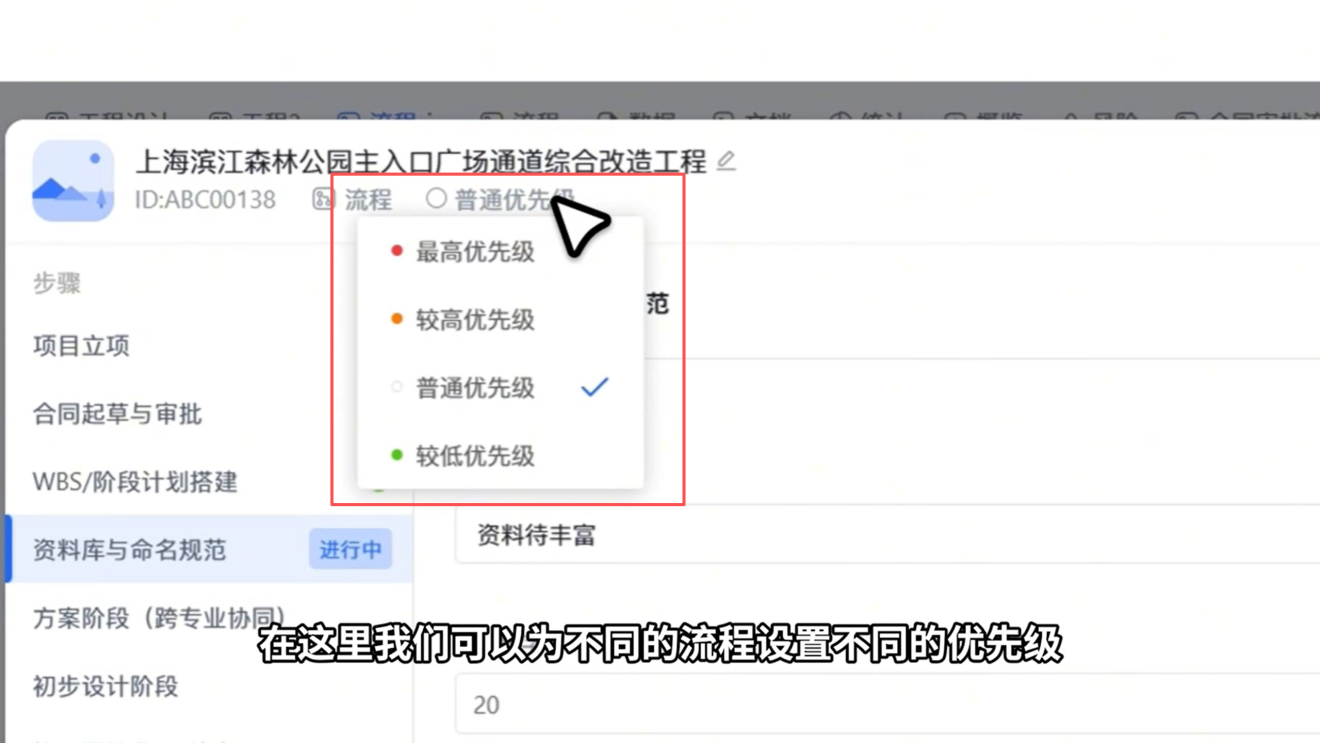 上海滨江森林公园主入口广场通道综合改造工程
ID:ABC00138 流程 普通优先级
最高优先级
较高优先级
普通优先级
较低优先级
范
步骤
项目立项
合同起草与审批
WBS/阶段计划搭建
资料库与命名规范 进行中
资料待丰富
方案阶段（跨专业协同）
在这里我们可以为不同的流程设置不同的优先级
初步设计阶段
20